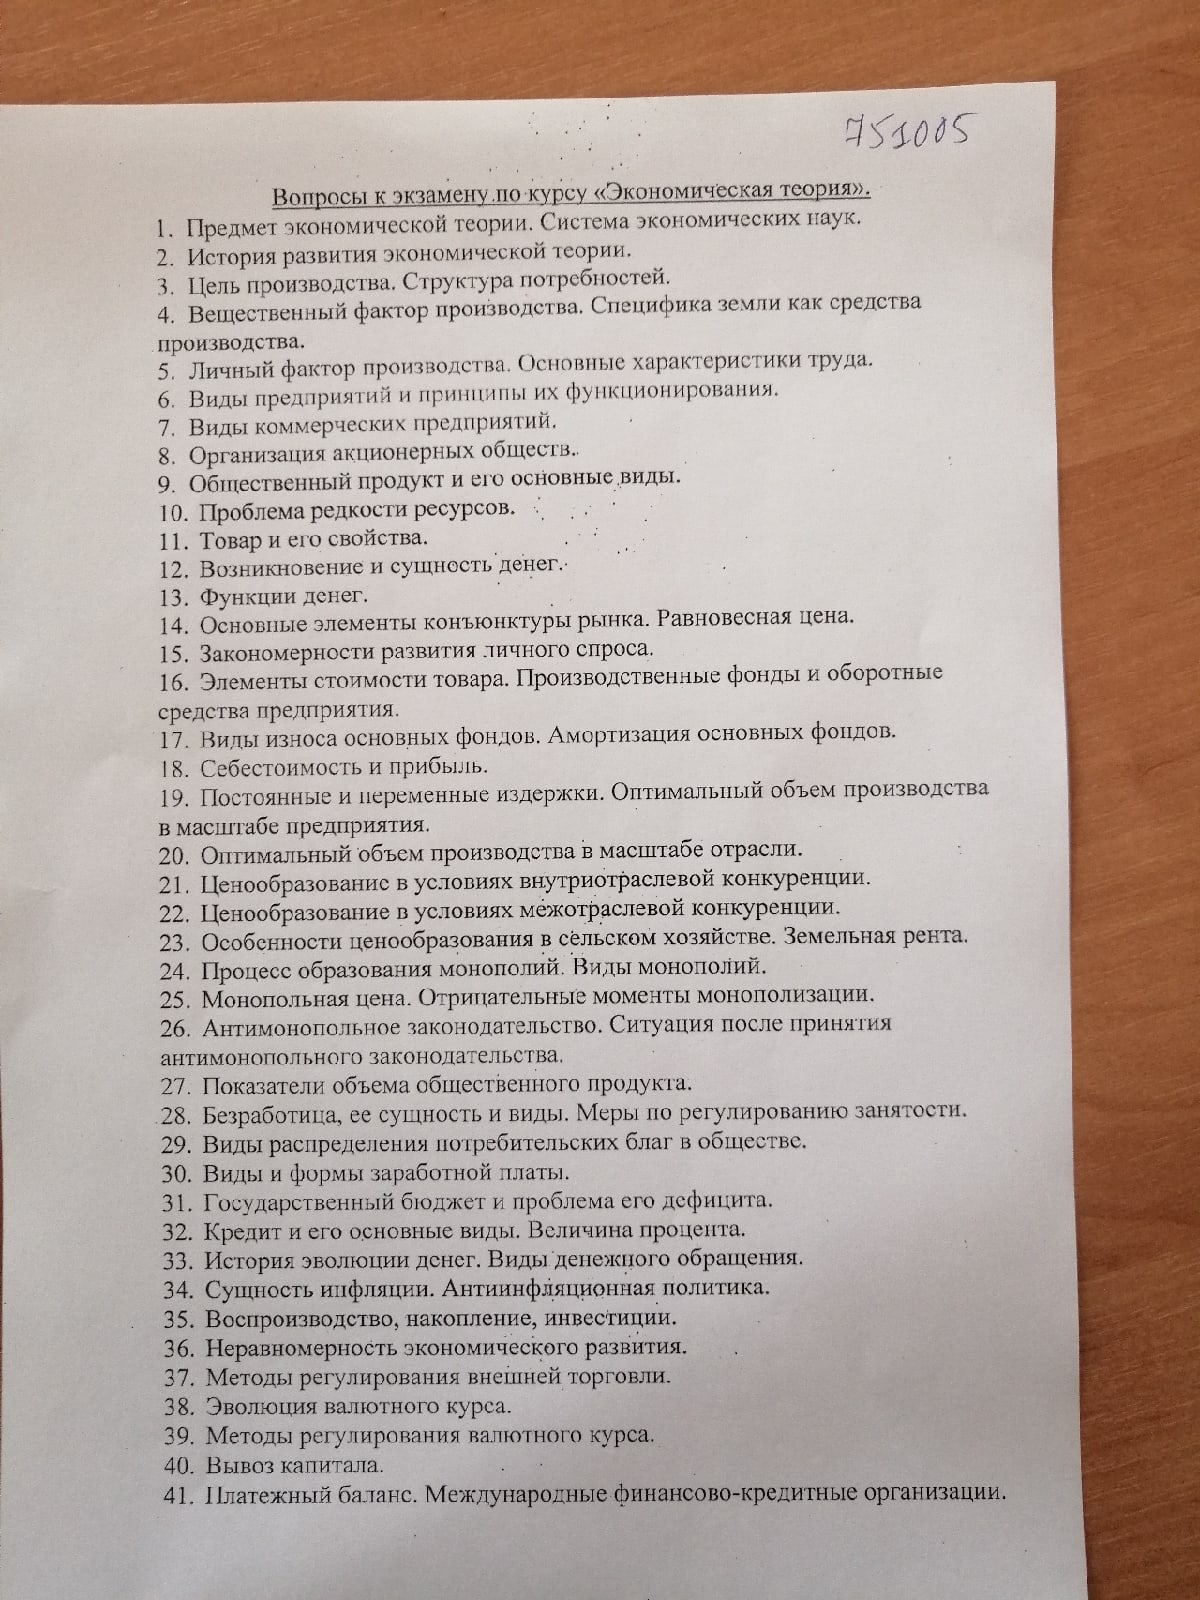 751005
Вопросы к экзамену по курсу «Экономическая теория».
1. Предмет экономической теории. Система экономических наук.
2. История развития экономической теории.
3. Цель производства. Структура потребностей.
4. Вещественный фактор производства. Специфика земли как средства
производства.
5. Личный фактор производства. Основные характеристики труда.
6. Виды предприятий и принципы их функционирования.
7. Виды коммерческих предприятий.
8. Организация акционерных обществ.
9. Общественный продукт и его основные виды.
10. Проблема редкости ресурсов.
11. Товар и его свойства.
12. Возникновение и сущность денег.
13. Функции денег.
14. Основные элементы конъюнктуры рынка. Равновесная цена.
15. Закономерности развития личного спроса.
16. Элементы стоимости товара. Производственные фонды и оборотные
средства предприятия.
17. Виды износа основных фондов. Амортизация основных фондов.
18. Себестоимость и прибыль.
19. Постоянные и переменные издержки. Оптимальный объем производства
в масштабе предприятия.
20. Оптимальный объем производства в масштабе отрасли.
21. Ценообразование в условиях внутриотраслевой конкуренции.
22. Ценообразование в условиях межотраслевой конкуренции.
23. Особенности ценообразования в сельском хозяйстве. Земельная рента.
24. Процесс образования монополий. Виды монополий.
25. Монопольная цена. Отрицательные моменты монополизации.
26. Антимонопольное законодательство. Ситуация после принятия
антимонопольного законодательства.
27. Показатели объема общественного продукта.
28. Безработица, ее сущность и виды. Меры по регулированию занятости.
29. Виды распределения потребительских благ в обществе.
30. Виды и формы заработной платы.
31. Государственный бюджет и проблема его дефицита.
32. Кредит и его основные виды. Величина процента.
33. История эволюции денег. Виды денежного обращения.
34. Сущность инфляции. Антиинфляционная политика.
35. Воспроизводство, накопление, инвестиции.
36. Неравномерность экономического развития.
37. Методы регулирования внешней торговли.
38. Эволюция валютного курса.
39. Методы регулирования валютного курса.
40. Вывоз капитала.
41. Платежный баланс. Международные финансово-кредитные организации.